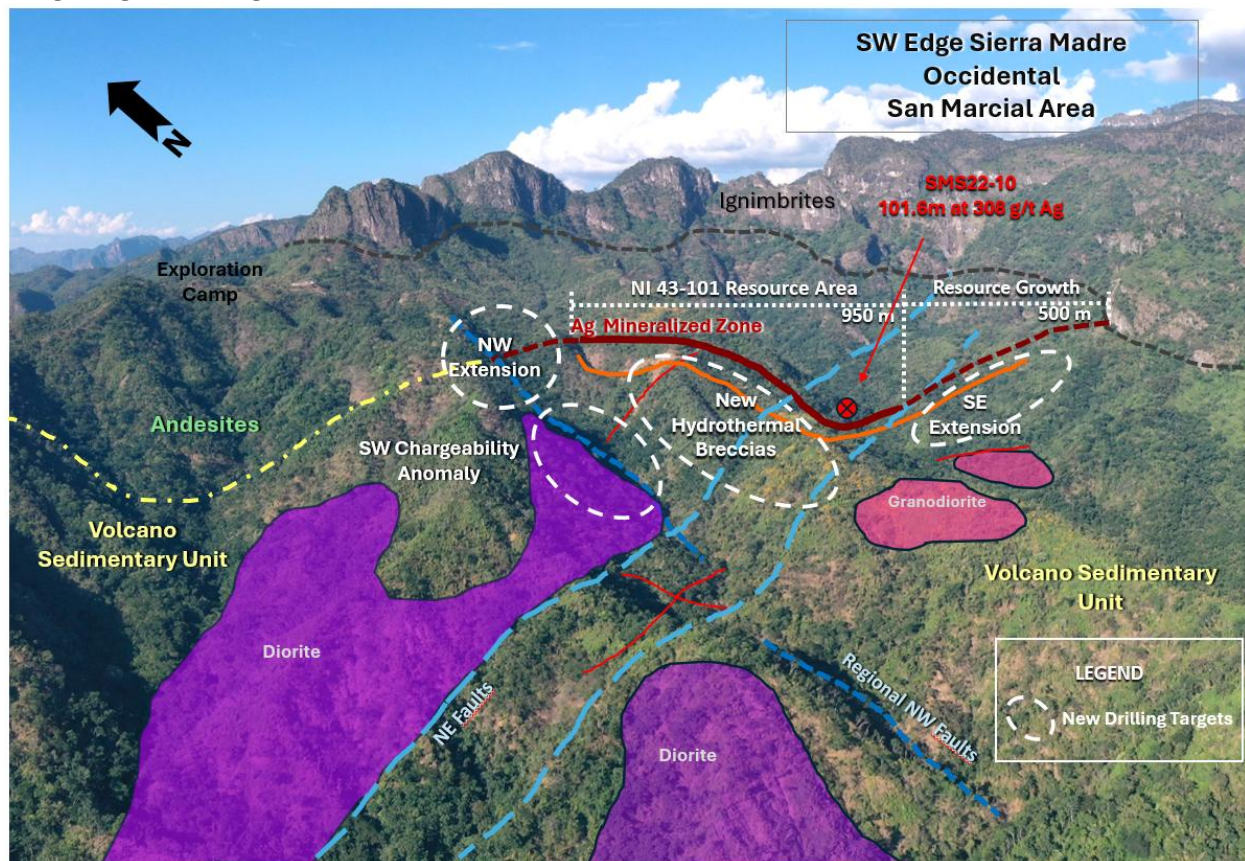 SW Edge Sierra Madre
Occidental
San Marcial Area
N
Ignimbrites
SMS22-10
101.6m at 308 g/t Ag
Exploration
Camp
NI 43-101 Resource Area
Resource Growth
950 m
500 m
Ag Mineralized Zone
NW
Extension
New
Hydrothermal
Breccias
SE
Extension
Andesites
SW Chargeability
Anomaly
Granodiorite
Volcano
Sedimentary Unit
Volcano Sedimentary
Unit
Diorite
NE Faults
Regional NW Faults
Diorite
LEGEND
New Drilling Targets